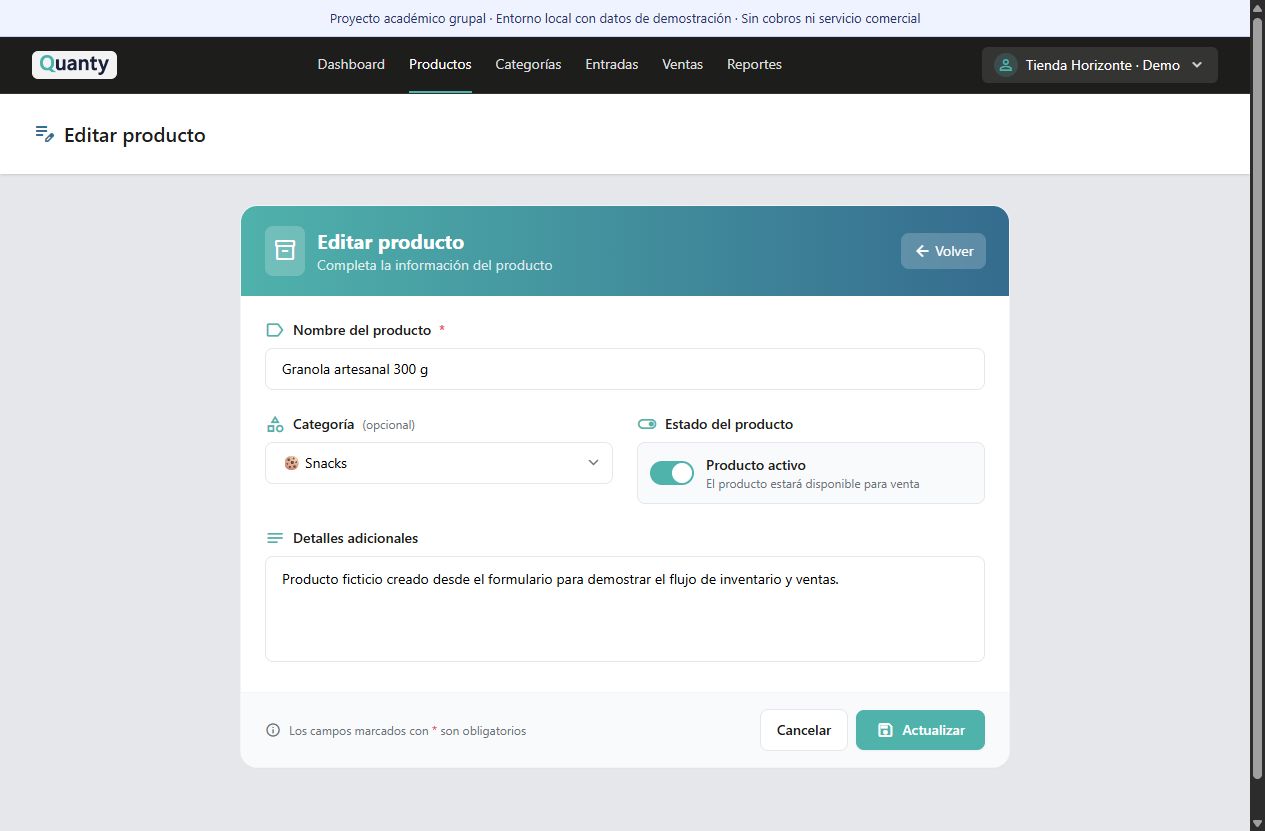 Proyecto académico grupal · Entorno local con datos de demostración · Sin cobros ni servicio comercial
Quanty
Dashboard
Productos
Categorías
Entradas
Ventas
Reportes
Tienda Horizonte · Demo
Editar producto
Editar producto
Completa la información del producto
Volver
Nombre del producto *
Granola artesanal 300 g
Categoría (opcional)
Estado del producto
Snacks
Producto activo
El producto estará disponible para venta
Detalles adicionales
Producto ficticio creado desde el formulario para demostrar el flujo de inventario y ventas.
Los campos marcados con * son obligatorios
Cancelar
Actualizar